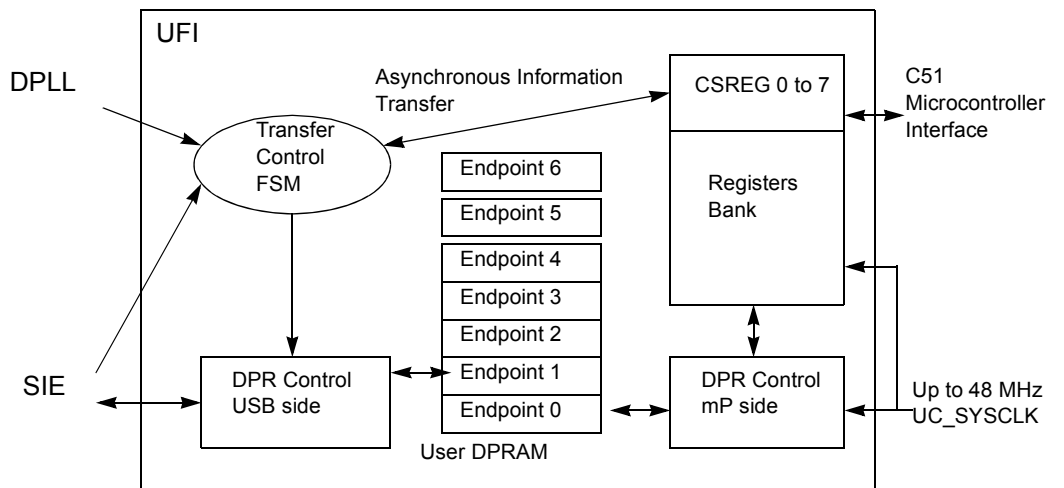 UFI
DPLL
Asynchronous Information
Transfer
CSREG 0 to 7
C51
Microcontroller
Interface
Transfer
Control
FSM
Endpoint 6
Endpoint 5
Endpoint 4
Endpoint 3
Endpoint 2
Endpoint 1
Endpoint 0
Registers
Bank
SIE
DPR Control
USB side
DPR Control
mP side
Up to 48 MHz
UC_SYSCLK
User DPRAM